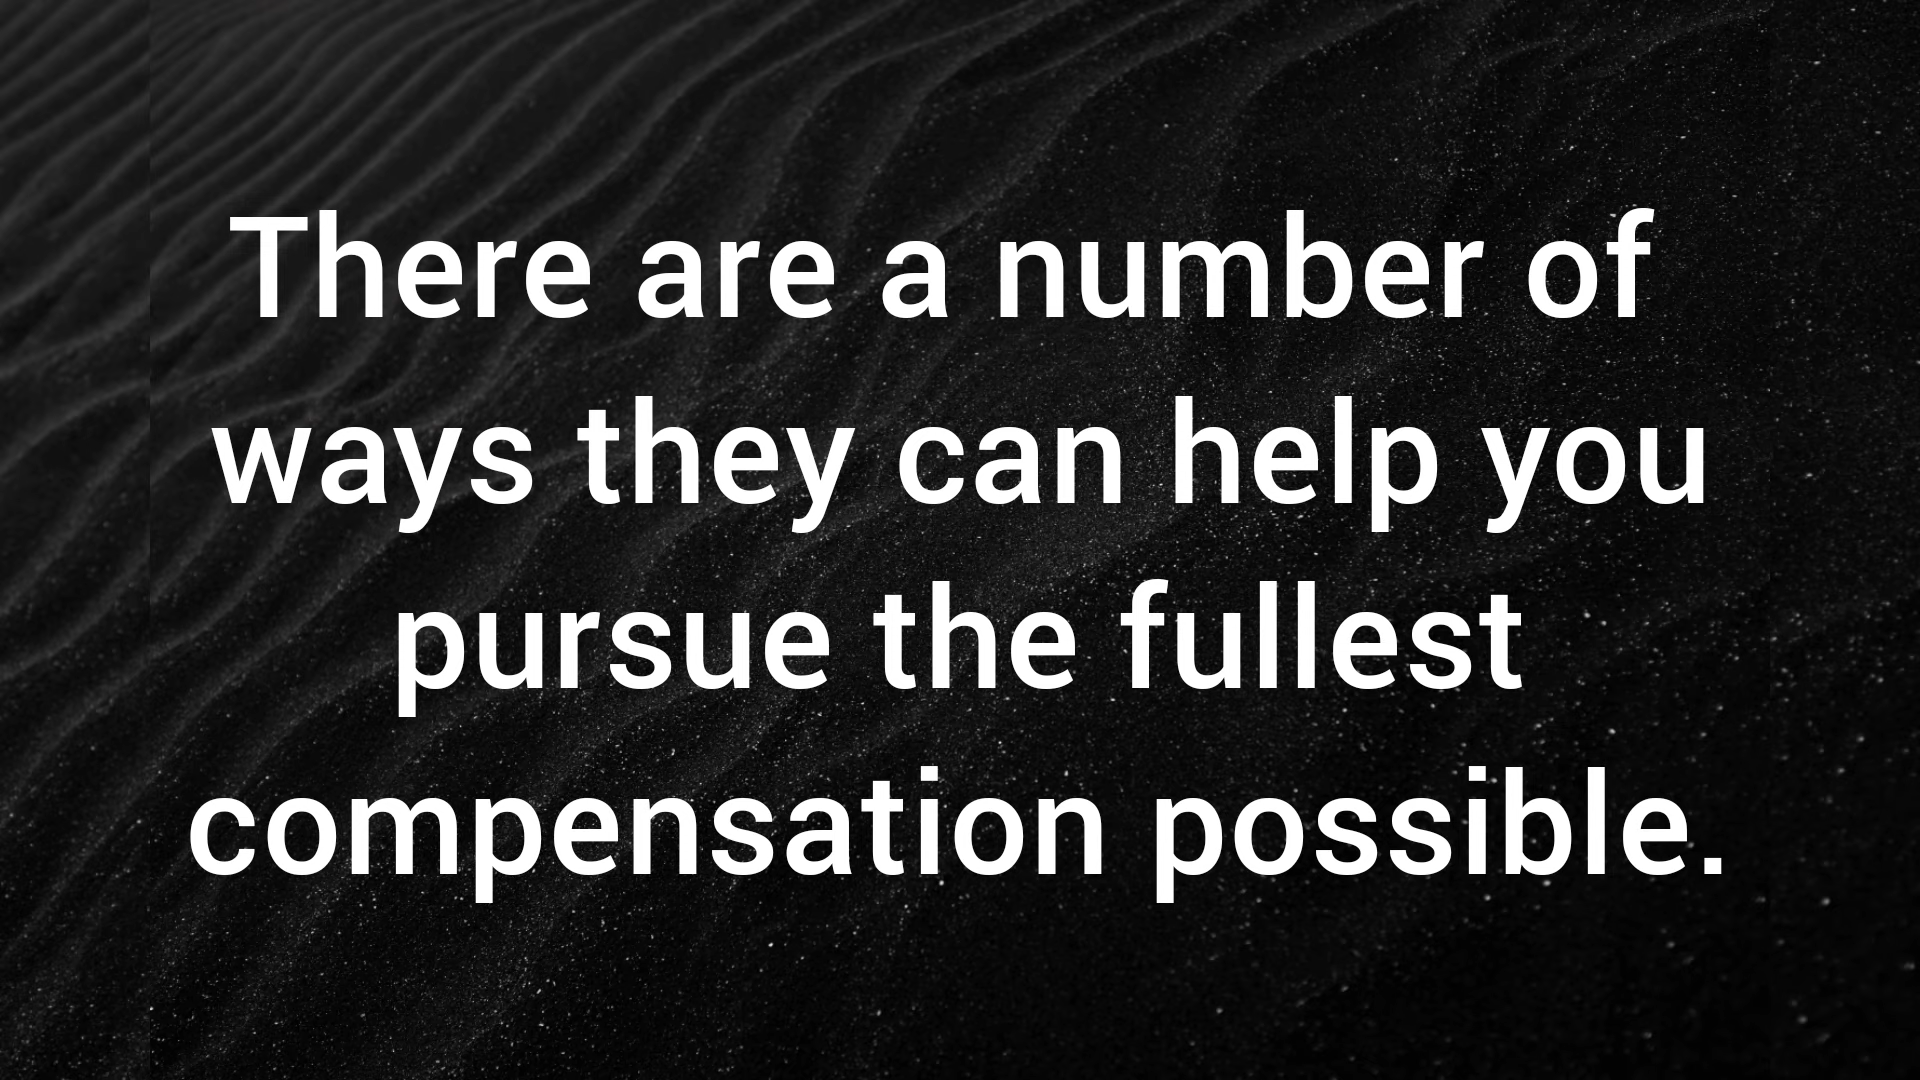 There are a number of
ways they can help you
pursue the fullest
compensation possible.